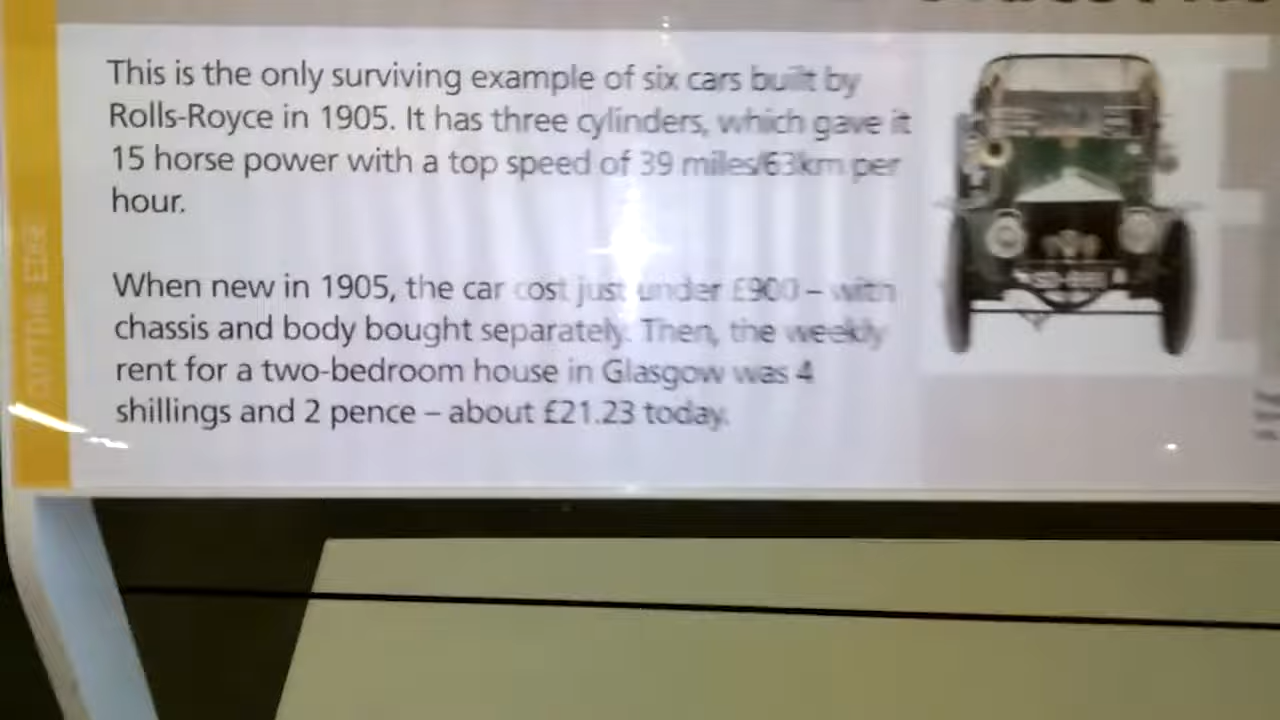 This is the only surviving example of six cars built by
Rolls-Royce in 1905. It has three cylinders, which gave it
15 horse power with a top speed of 39 miles/63km per
hour.
When new in 1905, the car cost just under £900 – with
chassis and body bought separately. Then, the weekly
rent for a two-bedroom house in Glasgow was 4
shillings and 2 pence – about £21.23 today.
CUTTING EDGE